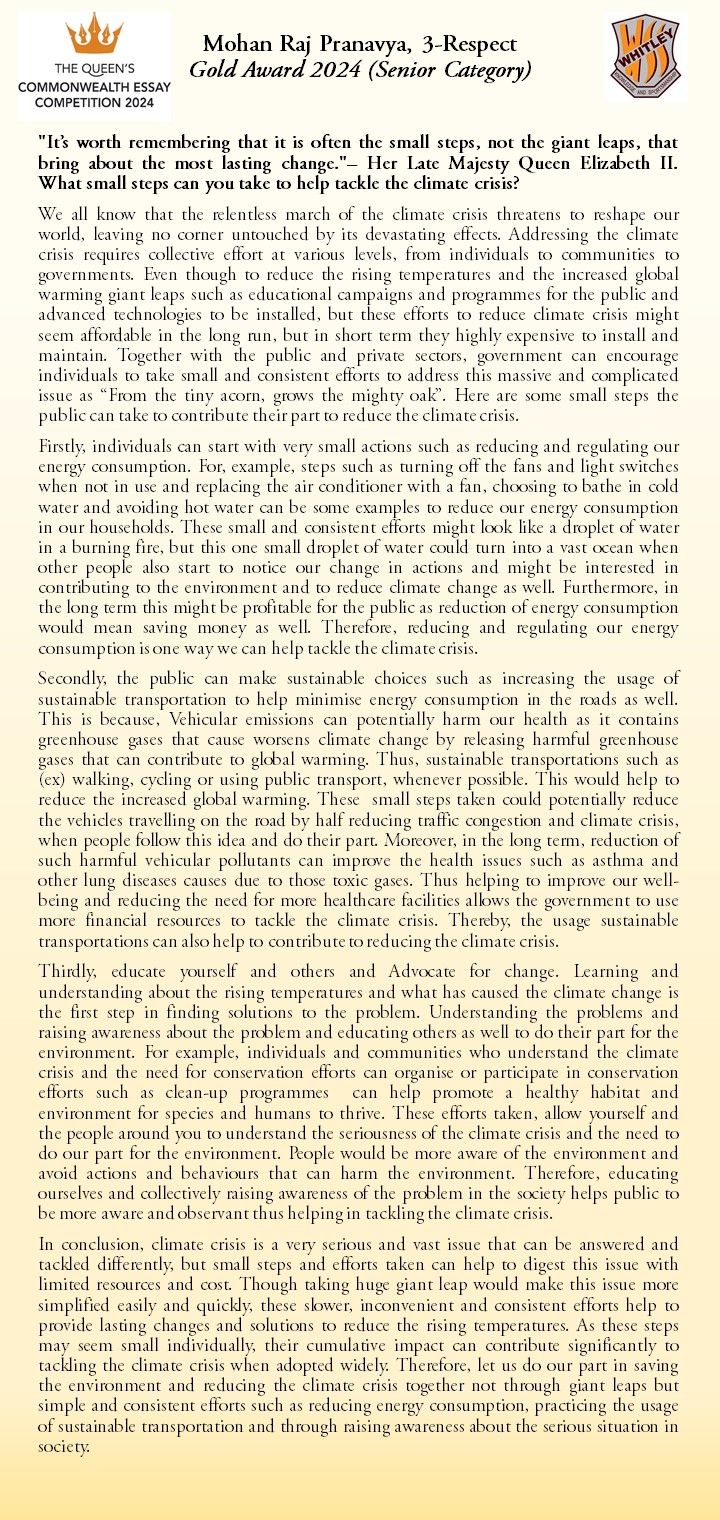 THE QUEEN'S
COMMONWEALTH ESSAY
COMPETITION 2024
Mohan Raj Pranavya, 3-Respect
Gold Award 2024 (Senior Category)
WHITLEY
KNOWLEDGE AND SPORTSMANSHIP
"It's worth remembering that it is often the small steps, not the giant leaps, that
bring about the most lasting change."– Her Late Majesty Queen Elizabeth II.
What small steps can you take to help tackle the climate crisis?
We all know that the relentless march of the climate crisis threatens to reshape our
world, leaving no corner untouched by its devastating effects. Addressing the climate
crisis requires collective effort at various levels, from individuals to communities to
governments. Even though to reduce the rising temperatures and the increased global
warming giant leaps such as educational campaigns and programmes for the public and
advanced technologies to be installed, but these efforts to reduce climate crisis might
seem affordable in the long run, but in short term they highly expensive to install and
maintain. Together with the public and private sectors, government can encourage
individuals to take small and consistent efforts to address this massive and complicated
issue as “From the tiny acorn, grows the mighty oak”. Here are some small steps the
public can take to contribute their part to reduce the climate crisis.
Firstly, individuals can start with very small actions such as reducing and regulating our
energy consumption. For, example, steps such as turning off the fans and light switches
when not in use and replacing the air conditioner with a fan, choosing to bathe in cold
water and avoiding hot water can be some examples to reduce our energy consumption
in our households. These small and consistent efforts might look like a droplet of water
in a burning fire, but this one small droplet of water could turn into a vast ocean when
other people also start to notice our change in actions and might be interested in
contributing to the environment and to reduce climate change as well. Furthermore, in
the long term this might be profitable for the public as reduction of energy consumption
would mean saving money as well. Therefore, reducing and regulating our energy
consumption is one way we can help tackle the climate crisis.
Secondly, the public can make sustainable choices such as increasing the usage of
sustainable transportation to help minimise energy consumption in the roads as well.
This is because, Vehicular emissions can potentially harm our health as it contains
greenhouse gases that cause worsens climate change by releasing harmful greenhouse
gases that can contribute to global warming. Thus, sustainable transportations such as
(ex) walking, cycling or using public transport, whenever possible. This would help to
reduce the increased global warming. These small steps taken could potentially reduce
the vehicles travelling on the road by half reducing traffic congestion and climate crisis,
when people follow this idea and do their part. Moreover, in the long term, reduction of
such harmful vehicular pollutants can improve the health issues such as asthma and
other lung diseases causes due to those toxic gases. Thus helping to improve our well-
being and reducing the need for more healthcare facilities allows the government to use
more financial resources to tackle the climate crisis. Thereby, the usage sustainable
transportations can also help to contribute to reducing the climate crisis.
Thirdly, educate yourself and others and Advocate for change. Learning and
understanding about the rising temperatures and what has caused the climate change is
the first step in finding solutions to the problem. Understanding the problems and
raising awareness about the problem and educating others as well to do their part for the
environment. For example, individuals and communities who understand the climate
crisis and the need for conservation efforts can organise or participate in conservation
efforts such as clean-up programmes can help promote a healthy habitat and
environment for species and humans to thrive. These efforts taken, allow yourself and
the people around you to understand the seriousness of the climate crisis and the need to
do our part for the environment. People would be more aware of the environment and
avoid actions and behaviours that can harm the environment. Therefore, educating
ourselves and collectively raising awareness of the problem in the society helps public to
be more aware and observant thus helping in tackling the climate crisis.
In conclusion, climate crisis is a very serious and vast issue that can be answered and
tackled differently, but small steps and efforts taken can help to digest this issue with
limited resources and cost. Though taking huge giant leap would make this issue more
simplified easily and quickly, these slower, inconvenient and consistent efforts help to
provide lasting changes and solutions to reduce the rising temperatures. As these steps
may seem small individually, their cumulative impact can contribute significantly to
tackling the climate crisis when adopted widely. Therefore, let us do our part in saving
the environment and reducing the climate crisis together not through giant leaps but
simple and consistent efforts such as reducing energy consumption, practicing the usage
of sustainable transportation and through raising awareness about the serious situation in
society.